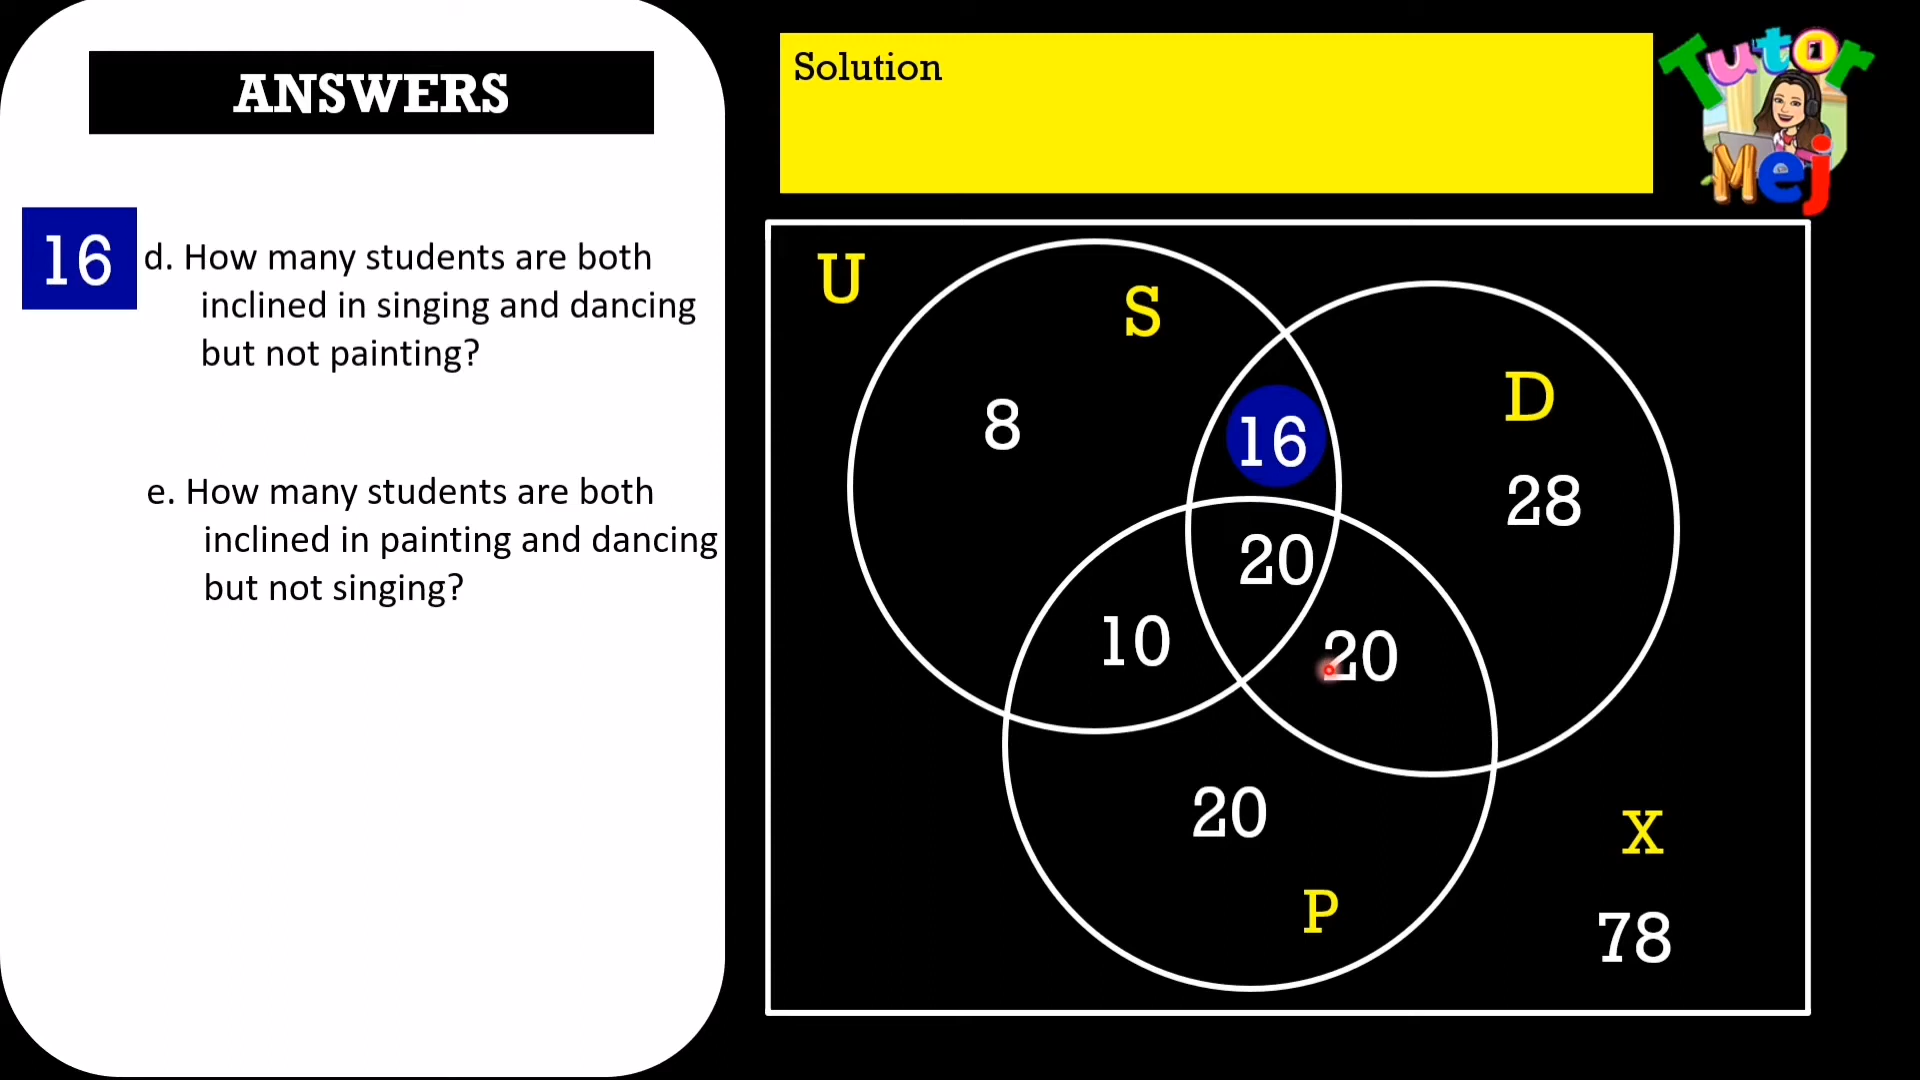 ANSWERS
16
d. How many students are both
inclined in singing and dancing
but not painting?
e. How many students are both
inclined in painting and dancing
but not singing?
Solution
Tutor
Mej
U
S
D
8
16
28
20
10
20
20
X
P
78